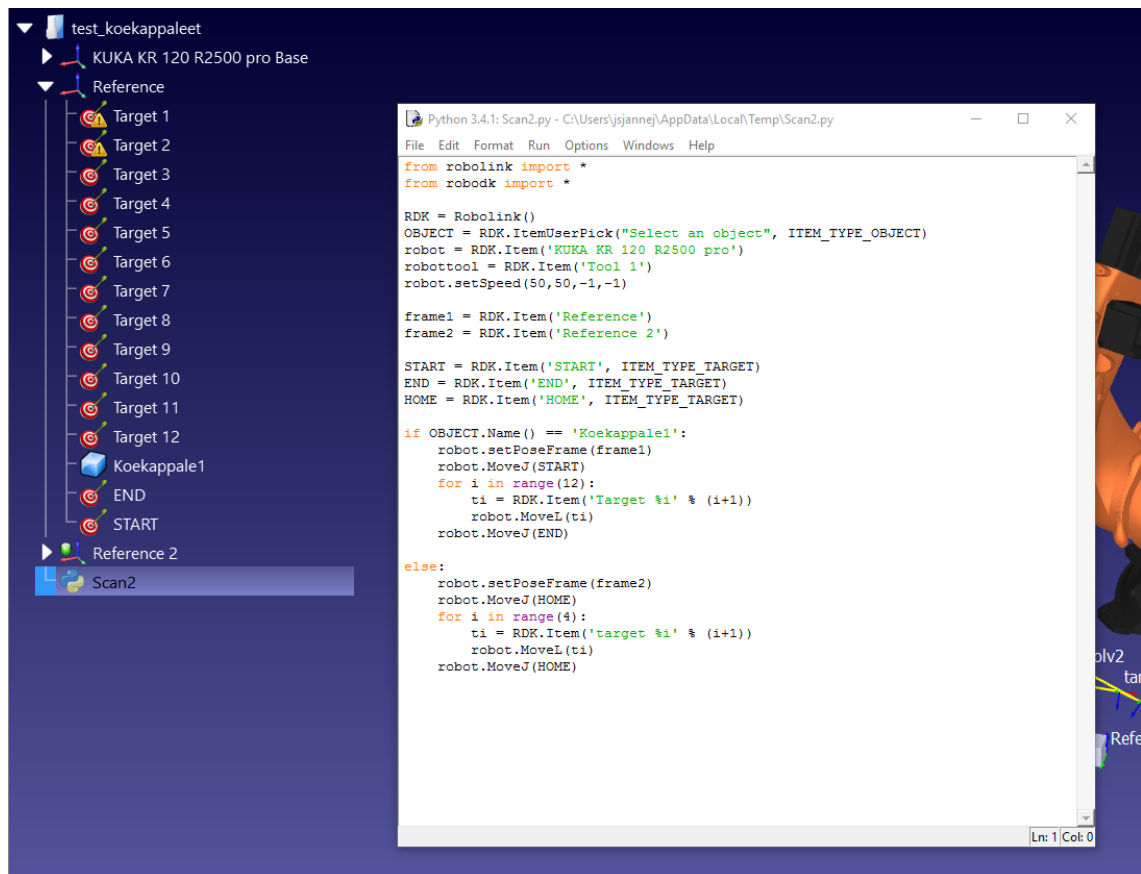 test_koekappaleet
KUKA KR 120 R2500 pro Base
Reference
Target 1
Target 2
Target 3
Target 4
Target 5
Target 6
Target 7
Target 8
Target 9
Target 10
Target 11
Target 12
Koekappale1
END
START
Reference 2
Scan2
Python 3.4.1: Scan2.py - C:\Users\jsjannej\AppData\Local\Temp\Scan2.py
File Edit Format Run Options Windows Help
from robolink import *
from robodk import *
RDK = Robolink()
OBJECT = RDK.ItemUserPick("Select an object", ITEM_TYPE_OBJECT)
robot = RDK.Item('KUKA KR 120 R2500 pro')
robottool = RDK.Item('Tool 1')
robot.setSpeed(50,50,-1,-1)
frame1 = RDK.Item('Reference')
frame2 = RDK.Item('Reference 2')
START = RDK.Item('START', ITEM_TYPE_TARGET)
END = RDK.Item('END', ITEM_TYPE_TARGET)
HOME = RDK.Item('HOME', ITEM_TYPE_TARGET)
if OBJECT.Name() == 'Koekappale1':
    robot.setPoseFrame(frame1)
    robot.MoveJ(START)
    for i in range(12):
        ti = RDK.Item('Target %i' % (i+1))
        robot.MoveL(ti)
    robot.MoveJ(END)
else:
    robot.setPoseFrame(frame2)
    robot.MoveJ(HOME)
    for i in range(4):
        ti = RDK.Item('target %i' % (i+1))
        robot.MoveL(ti)
    robot.MoveJ(HOME)
Ln: 1 Col: 0
olv2
tar
Refe